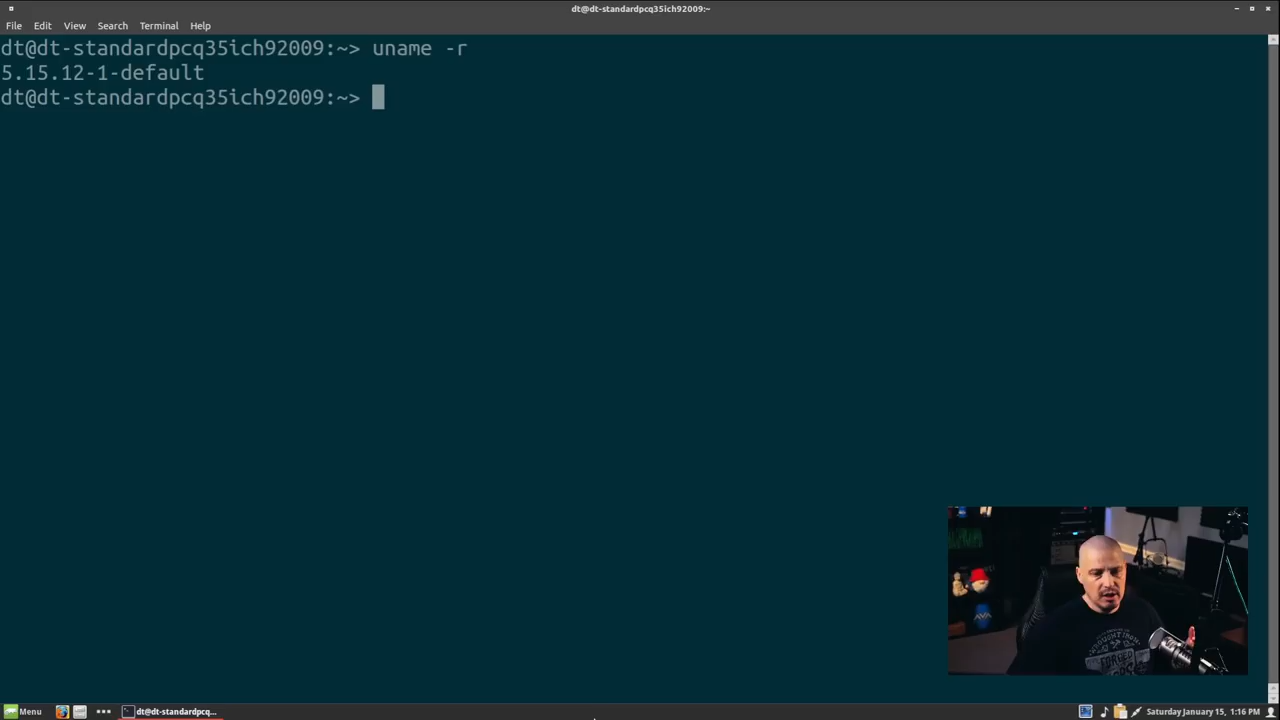 dt@dt-standardpcq35ich92009:~
File Edit View Search Terminal Help
dt@dt-standardpcq35ich92009:~> uname -r
5.15.12-1-default
dt@dt-standardpcq35ich92009:~>
FORGED
Menu
dt@dt-standardpcq...
Saturday January 15, 1:16 PM